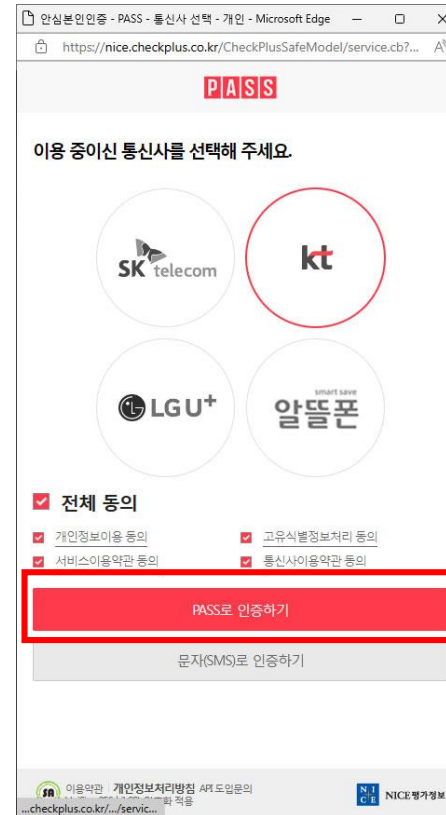 안심본인인증 - PASS - 통신사 선택 - 개인 - Microsoft Edge
https://nice.checkplus.co.kr/CheckPlusSafeModel/service.cb?...
PASS
이용 중이신 통신사를 선택해 주세요.
SK telecom
kt
LG U+
smart save
알뜰폰
전체 동의
개인정보이용 동의
고유식별정보처리 동의
서비스이용약관 동의
통신사이용약관 동의
PASS로 인증하기
문자(SMS)로 인증하기
이용약관 | 개인정보처리방침 API 도입문의
화 적용
NICE 평가정보
...checkplus.co.kr/.../servic...